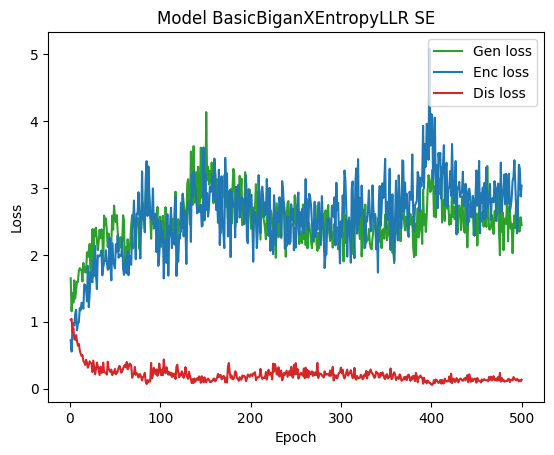 Model BasicBiganXEntropyLLR SE
Gen loss
Enc loss
Dis loss
Loss
5
4
3
2
1
0
0 100 200 300 400 500
Epoch